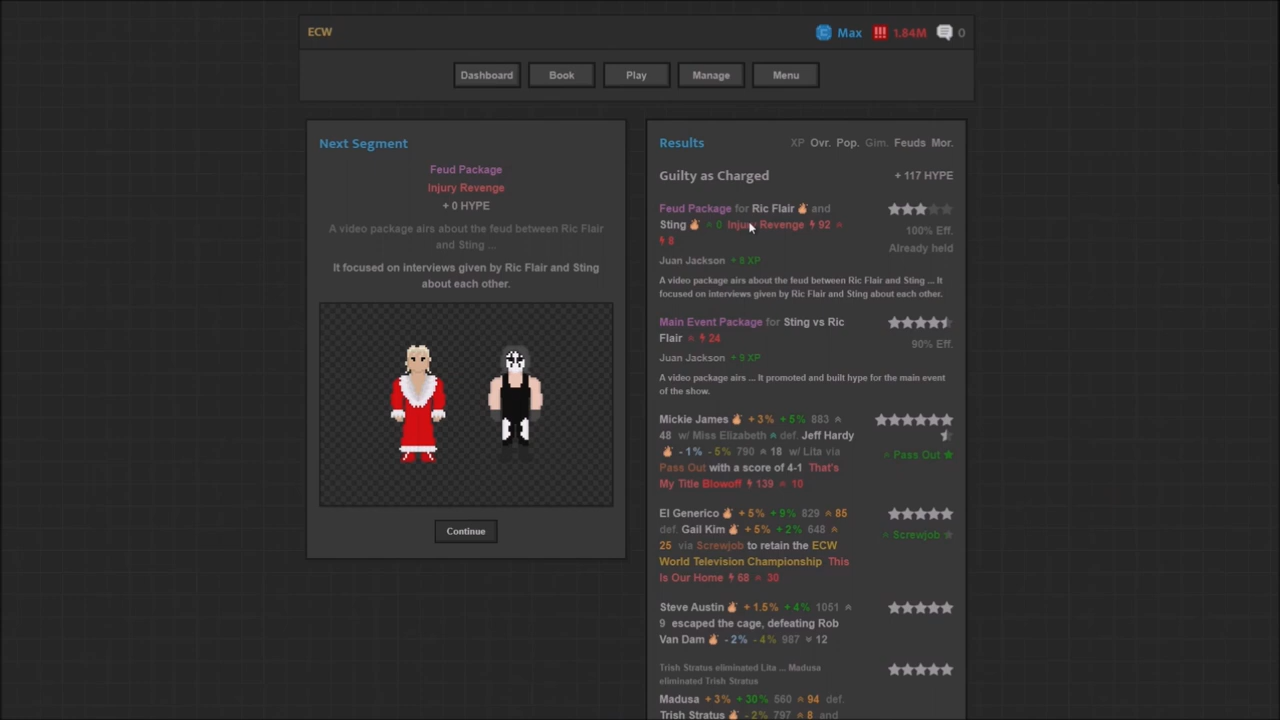 ECW
Max 1.84M 0
Dashboard Book Play Manage Menu
Next Segment
Feud Package
Injury Revenge
+ 0 HYPE
A video package airs about the feud between Ric Flair
and Sting ...
It focused on interviews given by Ric Flair and Sting
about each other.
Continue
Results XP Ovr. Pop. Gim. Feuds Mor.
Guilty as Charged + 117 HYPE
Feud Package for Ric Flair and
Sting 0 Injury Revenge 92
8
100% Eff.
Already held
Juan Jackson + 8 XP
A video package airs about the feud between Ric Flair and Sting ... It
focused on interviews given by Ric Flair and Sting about each other.
Main Event Package for Sting vs Ric
Flair 24
90% Eff.
Juan Jackson + 9 XP
A video package airs ... It promoted and built hype for the main event
of the show.
Mickie James + 3% + 5% 883
48 w/ Miss Elizabeth def. Jeff Hardy
- 1% - 5% 790 18 w/ Lita via
Pass Out with a score of 4-1 That's
My Title Blowoff 139 10
Pass Out
El Generico + 5% + 9% 829 85
def. Gail Kim + 5% + 2% 648
25 via Screwjob to retain the ECW
World Television Championship This
Is Our Home 68 30
Screwjob
Steve Austin + 1.5% + 4% 1051
9 escaped the cage, defeating Rob
Van Dam - 2% - 4% 987 12
Trish Stratus eliminated Lita ... Madusa
eliminated Trish Stratus
Madusa + 3% + 30% 560 94 def.
Trish Stratus - 2% 797 8 and